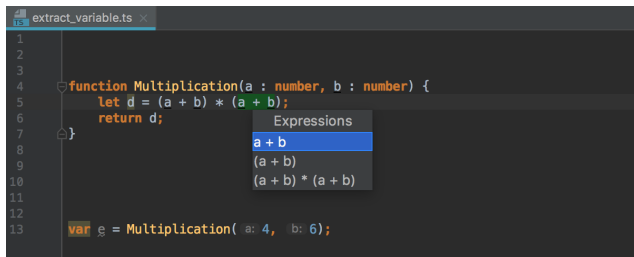 TS extract_variable.ts ×
1
2
3
4 function Multiplication(a : number, b : number) {
5 let d = (a + b) * (a + b);
6 return d;
7 }
8
9
10
11
12
13 var e = Multiplication( a: 4, b: 6);
Expressions
a + b
(a + b)
(a + b) * (a + b)